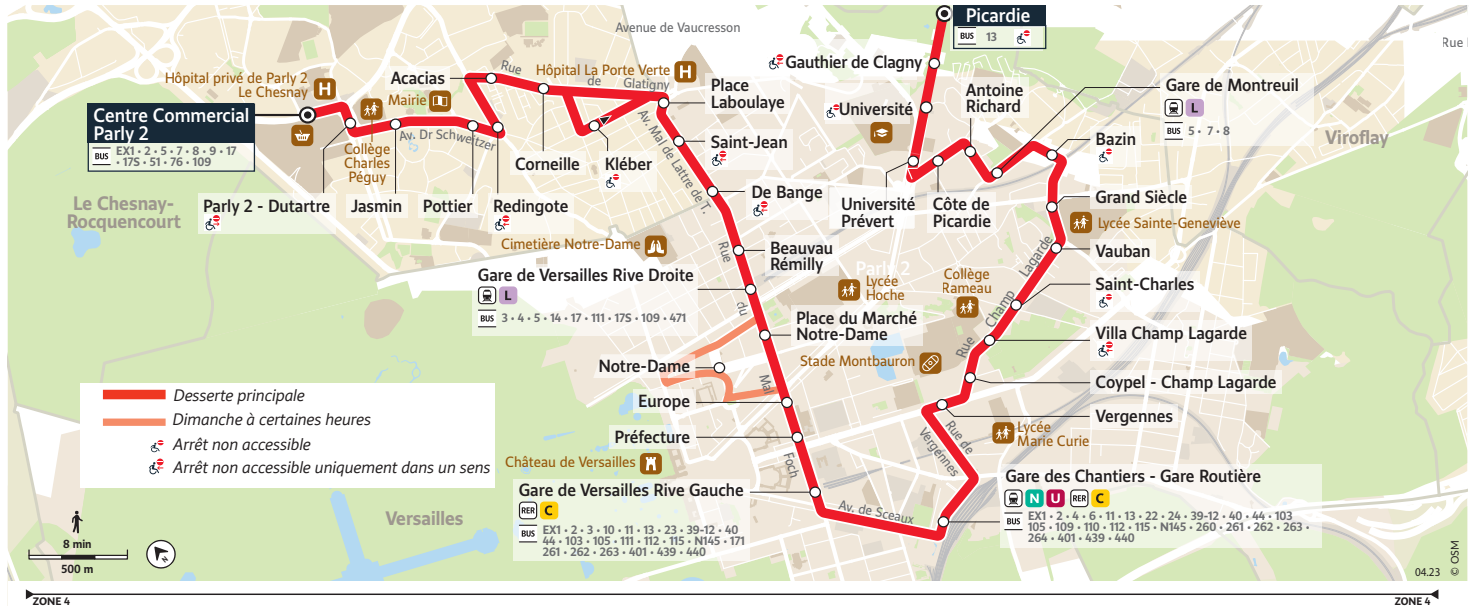 Avenue de Vaucresson
Picardie
BUS 13
Rue
Hôpital privé de Parly 2
Le Chesnay
H
Acacias
Mairie
Rue
de
Glatigny
Hôpital La Porte Verte
H
Place
Laboulaye
Gauthier de Clagny
Université
Antoine
Richard
Gare de Montreuil
L
BUS 5 • 7 • 8
Viroflay
Centre Commercial
Parly 2
BUS EX1 • 2 • 5 • 7 • 8 • 9 • 17
• 17S • 51 • 76 • 109
Av. Dr Schweitzer
Collège
Charles
Péguy
Corneille
Kléber
Av. Mal de Lattre de T.
Saint-Jean
Bazin
Le Chesnay-
Rocquencourt
Parly 2 - Dutartre
Jasmin
Pottier
Redingote
De Bange
Université
Prévert
Côte de
Picardie
Grand Siècle
Lycée Sainte-Geneviève
Cimetière Notre-Dame
Rue
du
Mal
Foch
Beauvau
Rémilly
Vauban
Parly 2
Lycée
Hoche
Collège
Rameau
Rue
Champ
Lagarde
Gare de Versailles Rive Droite
L
BUS 3 • 4 • 5 • 14 • 17 • 111 • 17S • 109 • 471
Saint-Charles
Place du Marché
Notre-Dame
Villa Champ Lagarde
Stade Montbauron
Notre-Dame
Coypel - Champ Lagarde
Europe
Vergennes
Préfecture
Rue de
Vergennes
Lycée
Marie Curie
Desserte principale
Dimanche à certaines heures
Arrêt non accessible
Arrêt non accessible uniquement dans un sens
Château de Versailles
Gare de Versailles Rive Gauche
RER C
BUS EX1 • 2 • 3 • 10 • 11 • 13 • 23 • 39-12 • 40
44 • 103 • 105 • 111 • 112 • 115 • N145 • 171
261 • 262 • 263 • 401 • 439 • 440
Av. de Sceaux
Gare des Chantiers - Gare Routière
N U RER C
BUS EX1 • 2 • 4 • 6 • 11 • 13 • 22 • 24 • 39-12 • 40 • 44 • 103
105 • 109 • 110 • 112 • 115 • N145 • 260 • 261 • 262 • 263 •
264 • 401 • 439 • 440
Versailles
8 min
500 m
04.23 © OSM
ZONE 4
ZONE 4